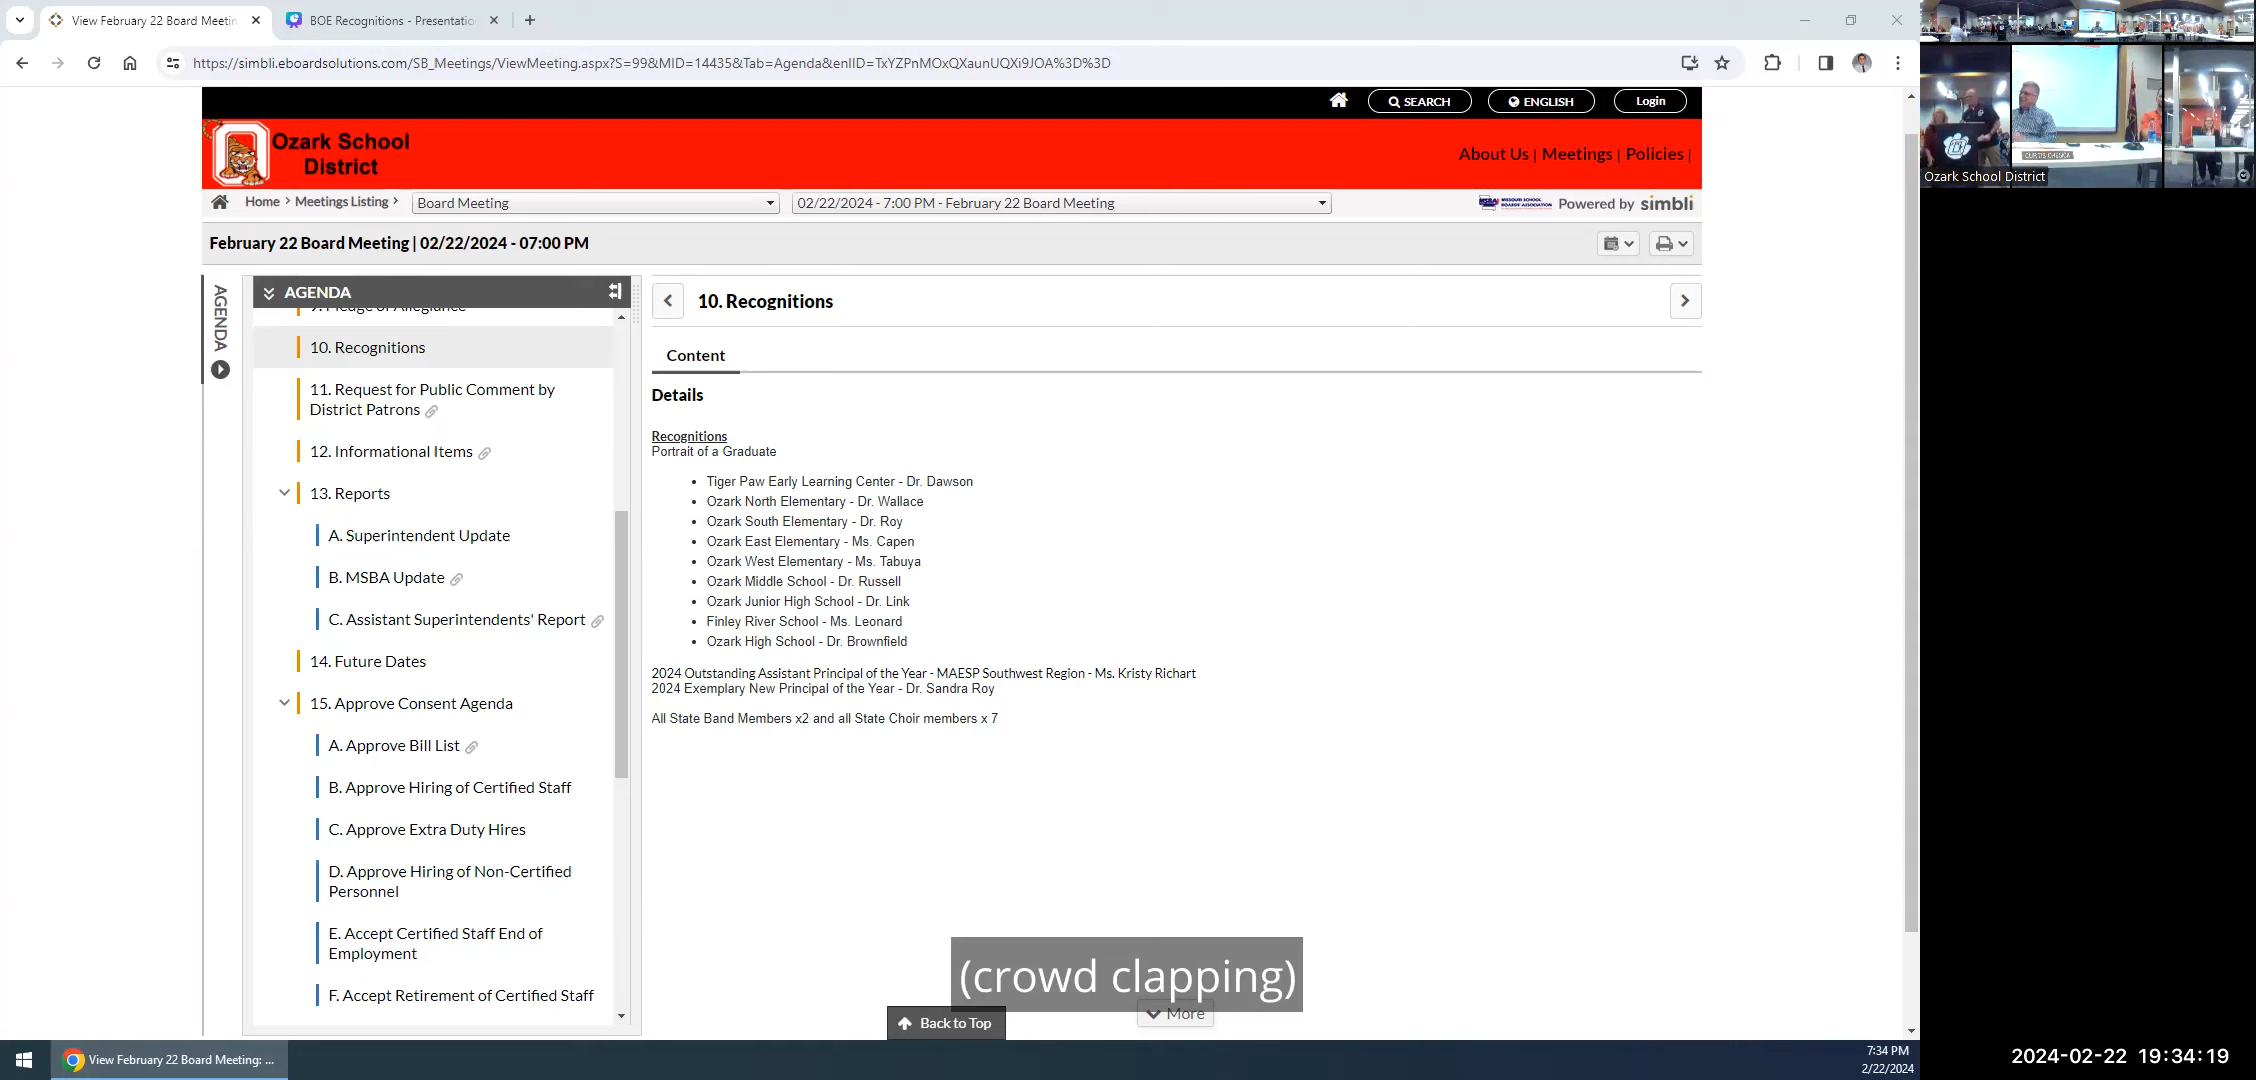 View February 22 Board Meetin
BOE Recognitions - Presentatio
https://simbli.eboardsolutions.com/SB_Meetings/ViewMeeting.aspx?S=99&MID=14435&Tab=Agenda&enIID=TxYZPnMOxQXaunUQXi9JOA%3D%3D
SEARCH
ENGLISH
Login
Ozark School
District
About Us | Meetings | Policies |
Home > Meetings Listing >
Board Meeting
02/22/2024 - 7:00 PM - February 22 Board Meeting
MSBA
Powered by simbli
February 22 Board Meeting | 02/22/2024 - 07:00 PM
AGENDA
AGENDA
9. Pledge of Allegiance
10. Recognitions
11. Request for Public Comment by
District Patrons
12. Informational Items
13. Reports
A. Superintendent Update
B. MSBA Update
C. Assistant Superintendents' Report
14. Future Dates
15. Approve Consent Agenda
A. Approve Bill List
B. Approve Hiring of Certified Staff
C. Approve Extra Duty Hires
D. Approve Hiring of Non-Certified
Personnel
E. Accept Certified Staff End of
Employment
F. Accept Retirement of Certified Staff
10. Recognitions
Content
Details
Recognitions
Portrait of a Graduate
• Tiger Paw Early Learning Center - Dr. Dawson
• Ozark North Elementary - Dr. Wallace
• Ozark South Elementary - Dr. Roy
• Ozark East Elementary - Ms. Capen
• Ozark West Elementary - Ms. Tabuya
• Ozark Middle School - Dr. Russell
• Ozark Junior High School - Dr. Link
• Finley River School - Ms. Leonard
• Ozark High School - Dr. Brownfield
2024 Outstanding Assistant Principal of the Year - MAESP Southwest Region - Ms. Kristy Richart
2024 Exemplary New Principal of the Year - Dr. Sandra Roy
All State Band Members x2 and all State Choir members x 7
(crowd clapping)
More
Back to Top
View February 22 Board Meeting: ...
7:34 PM
2/22/2024
Ozark School District
2024-02-22 19:34:19